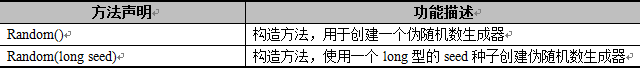 方法声明 功能描述
Random() 构造方法，用于创建一个伪随机数生成器
Random(long seed) 构造方法，使用一个 long 型的 seed 种子创建伪随机数生成器